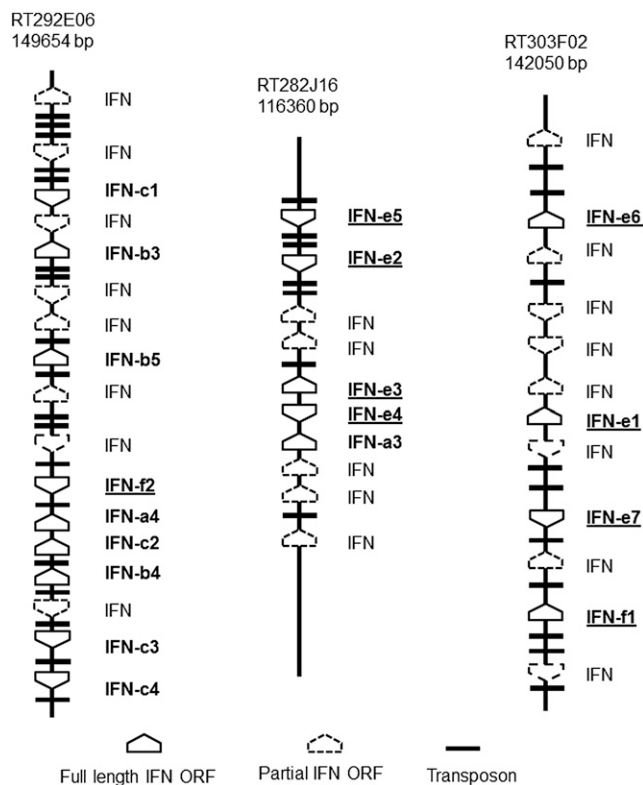 RT292E06
149654 bp
IFN
IFN
IFN-c1
IFN
IFN-b3
IFN
IFN
IFN-b5
IFN
IFN
IFN-f2
IFN-a4
IFN-c2
IFN-b4
IFN
IFN-c3
IFN-c4
RT282J16
116360 bp
IFN-e5
IFN-e2
IFN
IFN
IFN-e3
IFN-e4
IFN-a3
IFN
IFN
IFN
RT303F02
142050 bp
IFN
IFN-e6
IFN
IFN
IFN
IFN
IFN-e1
IFN
IFN-e7
IFN
IFN-f1
IFN
Full length IFN ORF
Partial IFN ORF
Transposon